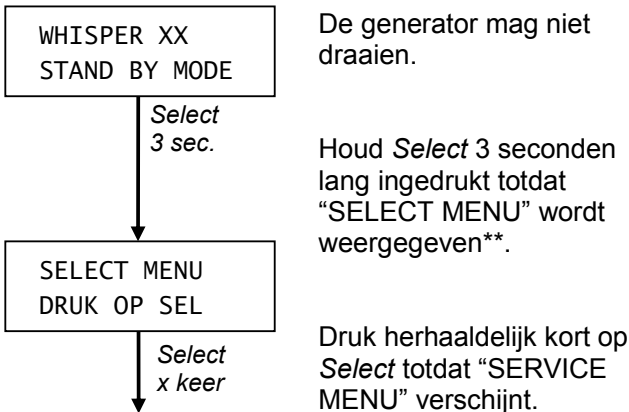 WHISPER XX
STAND BY MODE
De generator mag niet
draaien.
Select
3 sec.
Houd Select 3 seconden
lang ingedrukt totdat
“SELECT MENU” wordt
weergegeven**.
SELECT MENU
DRUK OP SEL
Select
x keer
Druk herhaaldelijk kort op
Select totdat “SERVICE
MENU” verschijnt.